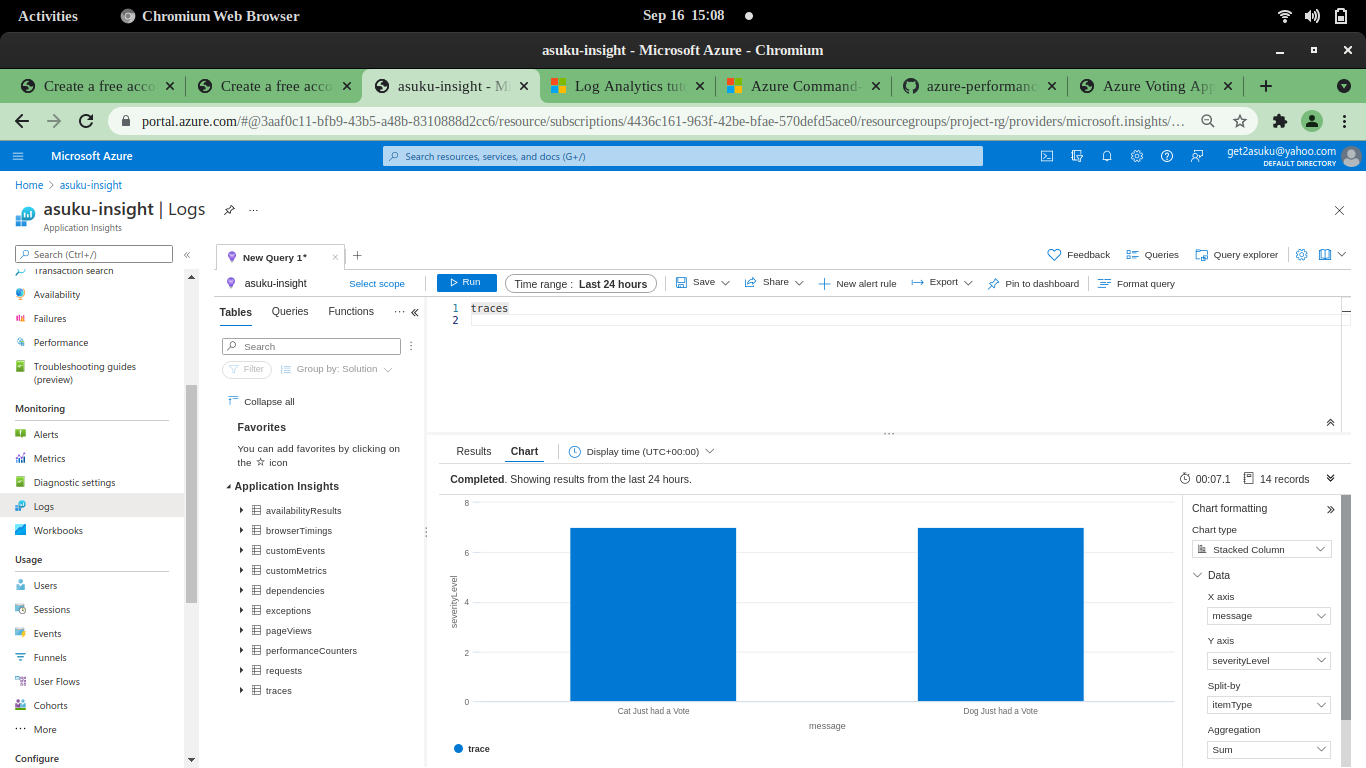 Activities Chromium Web Browser Sep 16 15:08
asuku-insight - Microsoft Azure - Chromium
Create a free acco Create a free acco asuku-insight - M Log Analytics tut Azure Command- azure-performanc Azure Voting App
portal.azure.com/#@3aaf0c11-bfb9-43b5-a48b-8310888d2cc6/resource/subscriptions/4436c161-963f-42be-bfae-570defd5ace0/resourcegroups/project-rg/providers/microsoft.insights/…
Microsoft Azure Search resources, services, and docs (G+/) get2asuku@yahoo.com
DEFAULT DIRECTORY
Home > asuku-insight
asuku-insight | Logs ...
Application Insights
Search (Ctrl+/) «
Transaction search
Availability
Failures
Performance
Troubleshooting guides
(preview)
Monitoring
Alerts
Metrics
Diagnostic settings
Logs
Workbooks
Usage
Users
Sessions
Events
Funnels
User Flows
Cohorts
More
Configure
New Query 1* × +
Feedback Queries Query explorer
asuku-insight Select scope
Run Time range : Last 24 hours Save Share New alert rule Export Pin to dashboard Format query
Tables Queries Functions ... «
Search
Filter Group by: Solution
Collapse all
Favorites
You can add favorites by clicking on
the ☆ icon
Application Insights
availabilityResults
browserTimings
customEvents
customMetrics
dependencies
exceptions
pageViews
performanceCounters
requests
traces
1 traces
2
Results Chart Display time (UTC+00:00)
Completed. Showing results from the last 24 hours. 00:07.1 14 records
8
6
4
2
0
severityLevel
Cat Just had a Vote Dog Just had a Vote
message
trace
Chart formatting »
Chart type
Stacked Column
Data
X axis
message
Y axis
severityLevel
Split-by
itemType
Aggregation
Sum